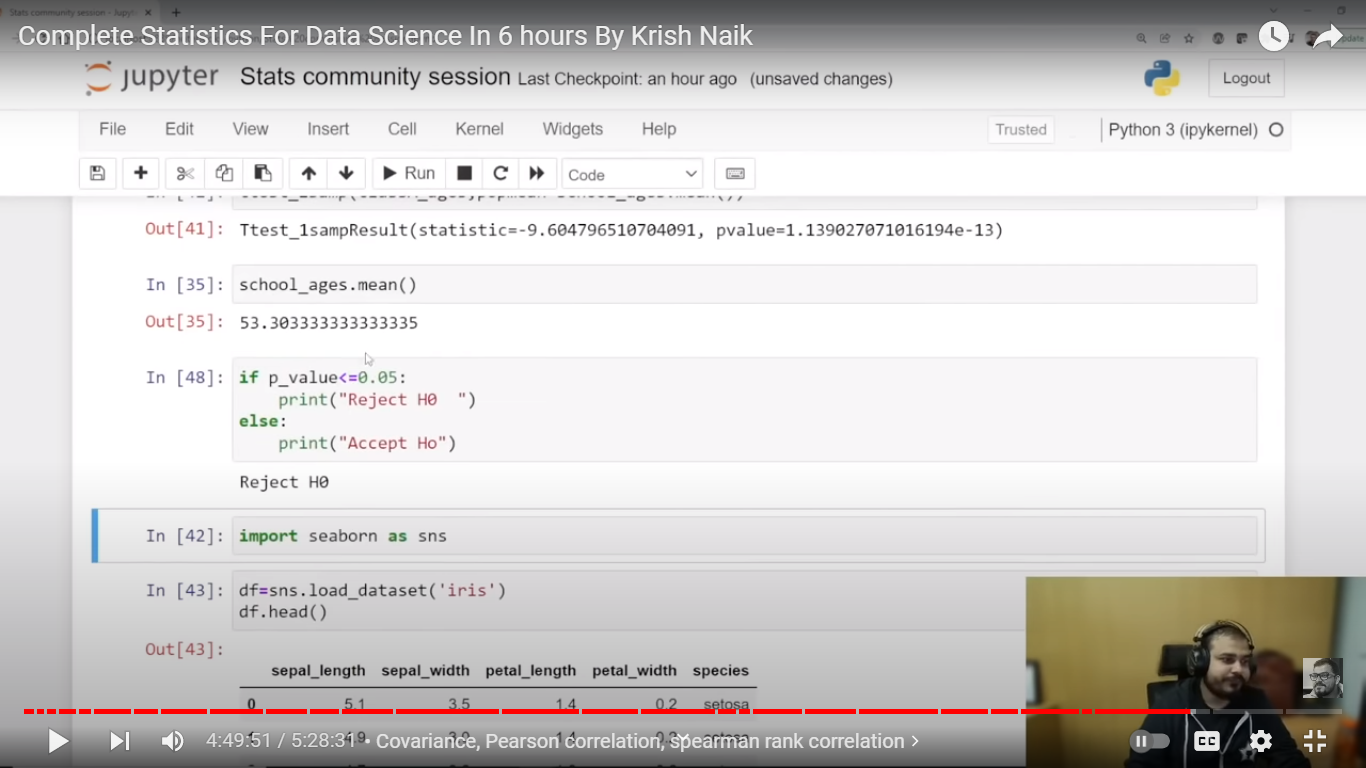 Stats community session - Jupyt
Complete Statistics For Data Science In 6 hours By Krish Naik
jupyter Stats community session Last Checkpoint: an hour ago (unsaved changes)
Logout
File Edit View Insert Cell Kernel Widgets Help
Trusted
Python 3 (ipykernel)
Run
Code
Out[41]: Ttest_1sampResult(statistic=-9.604796510704091, pvalue=1.139027071016194e-13)
In [35]: school_ages.mean()
Out[35]: 53.303333333333335
In [48]: if p_value<=0.05:
print("Reject H0  ")
else:
print("Accept Ho")
Reject H0
In [42]: import seaborn as sns
In [43]: df=sns.load_dataset('iris')
df.head()
Out[43]:
sepal_length sepal_width petal_length petal_width species
0 5.1 3.5 1.4 0.2 setosa
4:49:51 / 5:28:31 • Covariance, Pearson correlation, spearman rank correlation
CC